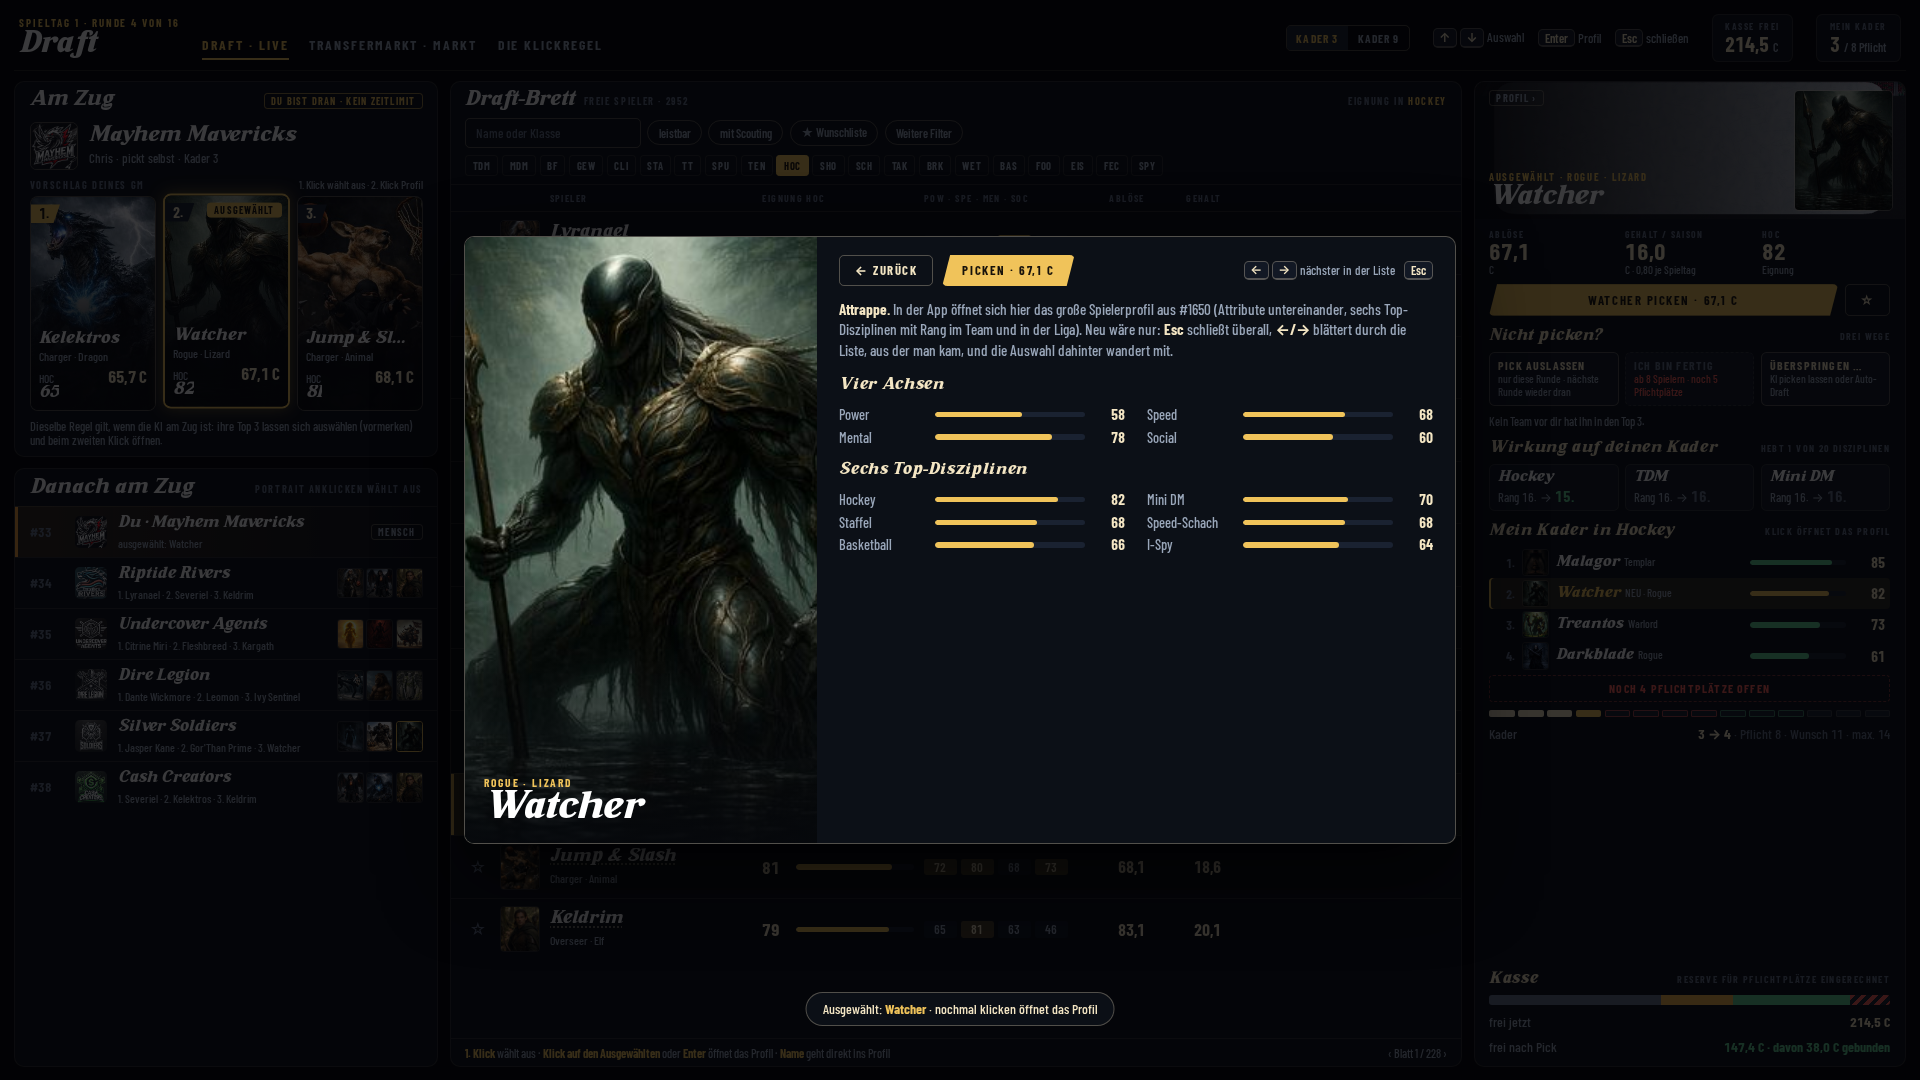 SPIELTAG 1 · RUNDE 4 VON 16
Draft
DRAFT · LIVE
TRANSFERMARKT · MARKT
DIE KLICKREGEL
KADER 3
KADER 9
↑ ↓ Auswahl
Enter Profil
Esc schließen
KASSE FREI
214,5 C
MEIN KADER
3 / 8 Pflicht
Am Zug
DU BIST DRAN · KEIN ZEITLIMIT
Mayhem Mavericks
Chris · pickt selbst · Kader 3
VORSCHLAG DEINES GM
1. Klick wählt aus · 2. Klick Profil
1.
Kelektros
Charger · Dragon
HOC
65
65,7 C
2.
AUSGEWÄHLT
Watcher
Rogue · Lizard
HOC
82
67,1 C
3.
Jump & Sl...
Charger · Animal
HOC
81
68,1 C
Dieselbe Regel gilt, wenn die KI am Zug ist: ihre Top 3 lassen sich auswählen (vormerken)
und beim zweiten Klick öffnen.
Danach am Zug
PORTRAIT ANKLICKEN WÄHLT AUS
#33
Du · Mayhem Mavericks
ausgewählt: Watcher
MENSCH
#34
Riptide Rivers
1. Lyranael · 2. Severiel · 3. Keldrim
#35
Undercover Agents
1. Citrine Miri · 2. Fleshbreed · 3. Kargath
#36
Dire Legion
1. Dante Wickmore · 2. Leomon · 3. Ivy Sentinel
#37
Silver Soldiers
1. Jasper Kane · 2. Gor'Than Prime · 3. Watcher
#38
Cash Creators
1. Severiel · 2. Kelektros · 3. Keldrim
Draft-Brett
FREIE SPIELER · 2052
EIGNUNG IN HOCKEY
Name oder Klasse
leistbar
mit Scouting
★ Wunschliste
Weitere Filter
TDM MDM BF GEW CLI STA TT SPU TEN HOC SHO SCH TAK BRK WET DAS FOO EIS FEC SPY
SPIELER
EIGNUNG HOC
POW · SPE · MEN · SOC
ABLÖSE
GEHALT
Lyranael
← ZURÜCK
PICKEN · 67,1 C
← → nächster in der Liste
Esc
Attrappe. In der App öffnet sich hier das große Spielerprofil aus #1650 (Attribute untereinander, sechs Top-
Disziplinen mit Rang im Team und in der Liga). Neu wäre nur: Esc schließt überall, ←/→ blättert durch die
Liste, aus der man kam, und die Auswahl dahinter wandert mit.
Vier Achsen
Power 58
Speed 68
Mental 78
Social 60
Sechs Top-Disziplinen
Hockey 82
Mini DM 70
Staffel 68
Speed-Schach 68
Basketball 66
I-Spy 64
ROGUE · LIZARD
Watcher
☆
Jump & Slash
Charger · Animal
81
72 80 68 73
68,1
18,6
☆
Keldrim
Overseer · Elf
79
65 81 63 46
83,1
20,1
Ausgewählt: Watcher · nochmal klicken öffnet das Profil
1. Klick wählt aus · Klick auf den Ausgewählten oder Enter öffnet das Profil · Name geht direkt ins Profil
‹ Blatt 1 / 228 ›
PROFIL ›
AUSGEWÄHLT · ROGUE · LIZARD
Watcher
ABLÖSE
67,1
C
GEHALT / SAISON
16,0
C · 0,80 je Spieltag
HOC
82
Eignung
WATCHER PICKEN · 67,1 C
☆
Nicht picken?
DREI WEGE
PICK AUSLASSEN
nur diese Runde · nächste
Runde wieder dran
ICH BIN FERTIG
ab 8 Spielern · noch 5
Pflichtplätze
ÜBERSPRINGEN ...
KI picken lassen oder Auto-
Draft
Kein Team vor dir hat ihn in den Top 3.
Wirkung auf deinen Kader
HEBT 1 VON 20 DISZIPLINEN
Hockey
Rang 16. → 15.
TDM
Rang 16. → 16.
Mini DM
Rang 16. → 16.
Mein Kader in Hockey
KLICK ÖFFNET DAS PROFIL
1. Malagor Templar 85
2. Watcher NEU · Rogue 82
3. Treantos Warlord 73
4. Darkblade Rogue 61
NOCH 4 PFLICHTPLÄTZE OFFEN
Kader
3 → 4 · Pflicht 8 · Wunsch 11 · max. 14
Kasse
RESERVE FÜR PFLICHTPLÄTZE EINGERECHNET
frei jetzt
214,5 C
frei nach Pick
147,4 C · davon 38,0 C gebunden